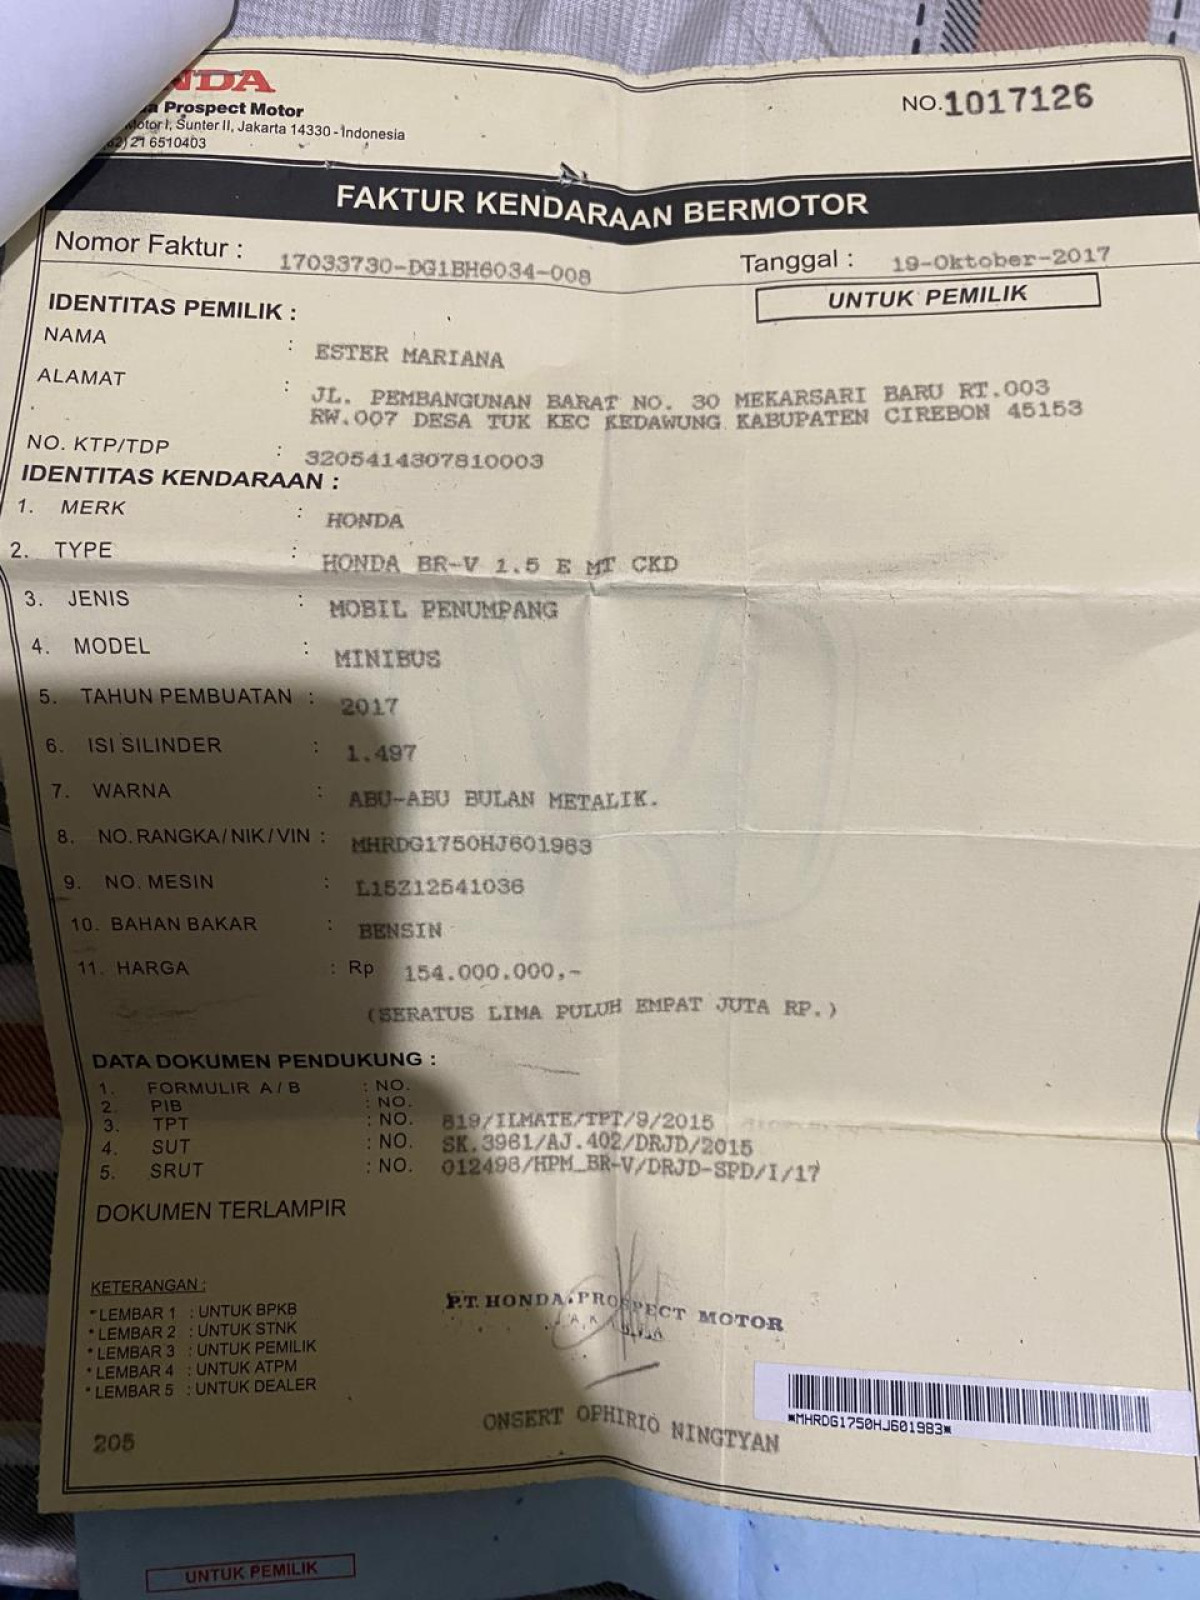 NDA
a Prospect Motor
Motor I, Sunter II, Jakarta 14330 - Indonesia
62) 21 6510403
NO.1017126
FAKTUR KENDARAAN BERMOTOR
Nomor Faktur : 17033730-DG1BH6034-008
Tanggal : 19-Oktober-2017
UNTUK PEMILIK
IDENTITAS PEMILIK :
NAMA : ESTER MARIANA
ALAMAT : JL. PEMBANGUNAN BARAT NO. 30 MEKARSARI BARU RT.003
RW.007 DESA TUK KEC KEDAWUNG KABUPATEN CIREBON 45153
NO. KTP/TDP : 3205414307810003
IDENTITAS KENDARAAN :
1. MERK : HONDA
2. TYPE : HONDA BR-V 1.5 E MT CKD
3. JENIS : MOBIL PENUMPANG
4. MODEL : MINIBUS
5. TAHUN PEMBUATAN : 2017
6. ISI SILINDER : 1.497
7. WARNA : ABU-ABU BULAN METALIK.
8. NO. RANGKA/NIK/VIN : MHRDG1750HJ601983
9. NO. MESIN : L15Z12541036
10. BAHAN BAKAR : BENSIN
11. HARGA : Rp 154.000.000,-
(SERATUS LIMA PULUH EMPAT JUTA RP.)
DATA DOKUMEN PENDUKUNG :
1. FORMULIR A / B : NO.
2. PIB : NO.
3. TPT : NO. 819/ILMATE/TPT/9/2015
4. SUT : NO. SK.3961/AJ.402/DRJD/2015
5. SRUT : NO. 012498/HPM_BR-V/DRJD-SPD/I/17
DOKUMEN TERLAMPIR
KETERANGAN :
* LEMBAR 1 : UNTUK BPKB
* LEMBAR 2 : UNTUK STNK
* LEMBAR 3 : UNTUK PEMILIK
* LEMBAR 4 : UNTUK ATPM
* LEMBAR 5 : UNTUK DEALER
P.T. HONDA PROSPECT MOTOR
ONSERT OPHIRIO NINGTYAN
*MHRDG1750HJ601983*
205
UNTUK PEMILIK